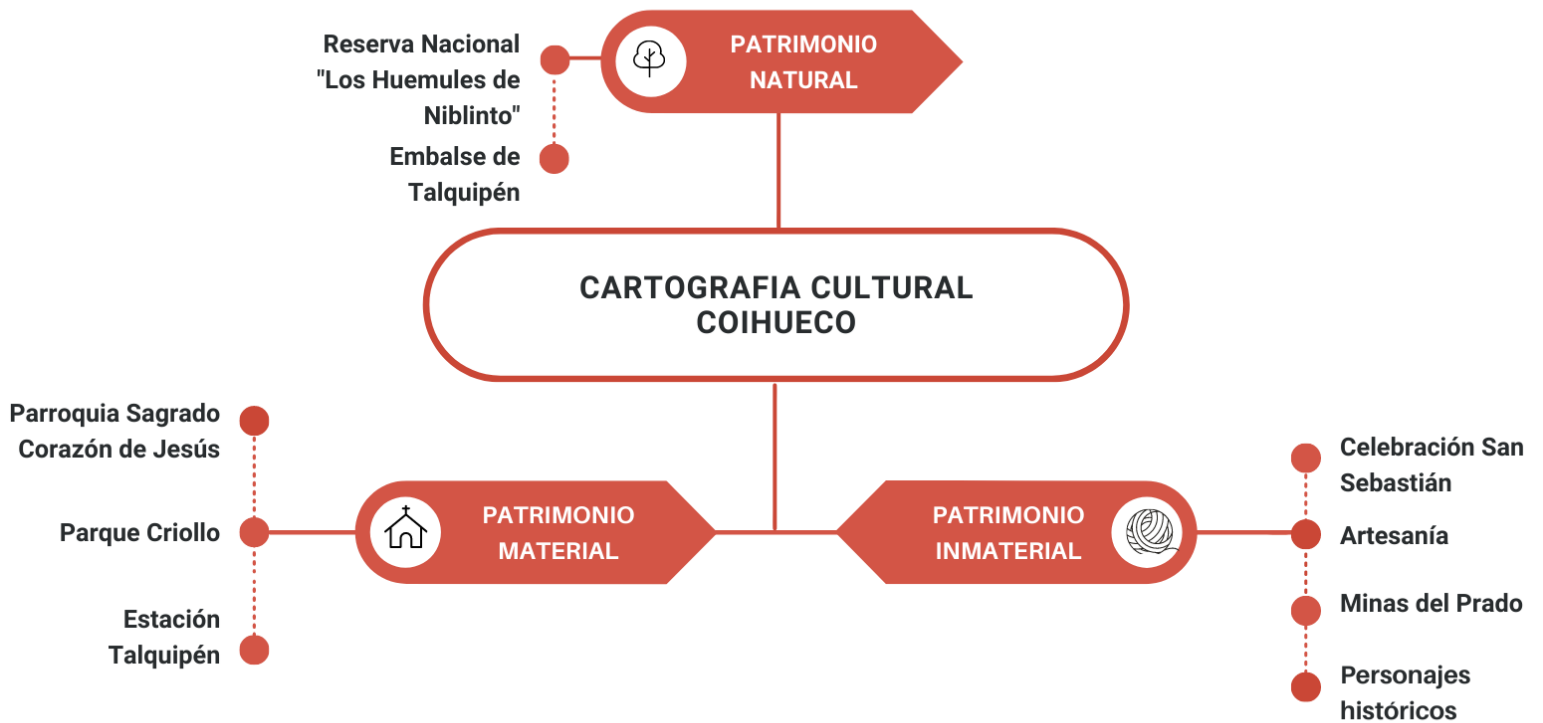 Reserva Nacional
"Los Huemules de
Niblinto"
Embalse de
Talquipén
PATRIMONIO
NATURAL
CARTOGRAFIA CULTURAL
COIHUECO
Parroquia Sagrado
Corazón de Jesús
Parque Criollo
Estación
Talquipén
PATRIMONIO
MATERIAL
PATRIMONIO
INMATERIAL
Celebración San
Sebastián
Artesanía
Minas del Prado
Personajes
históricos